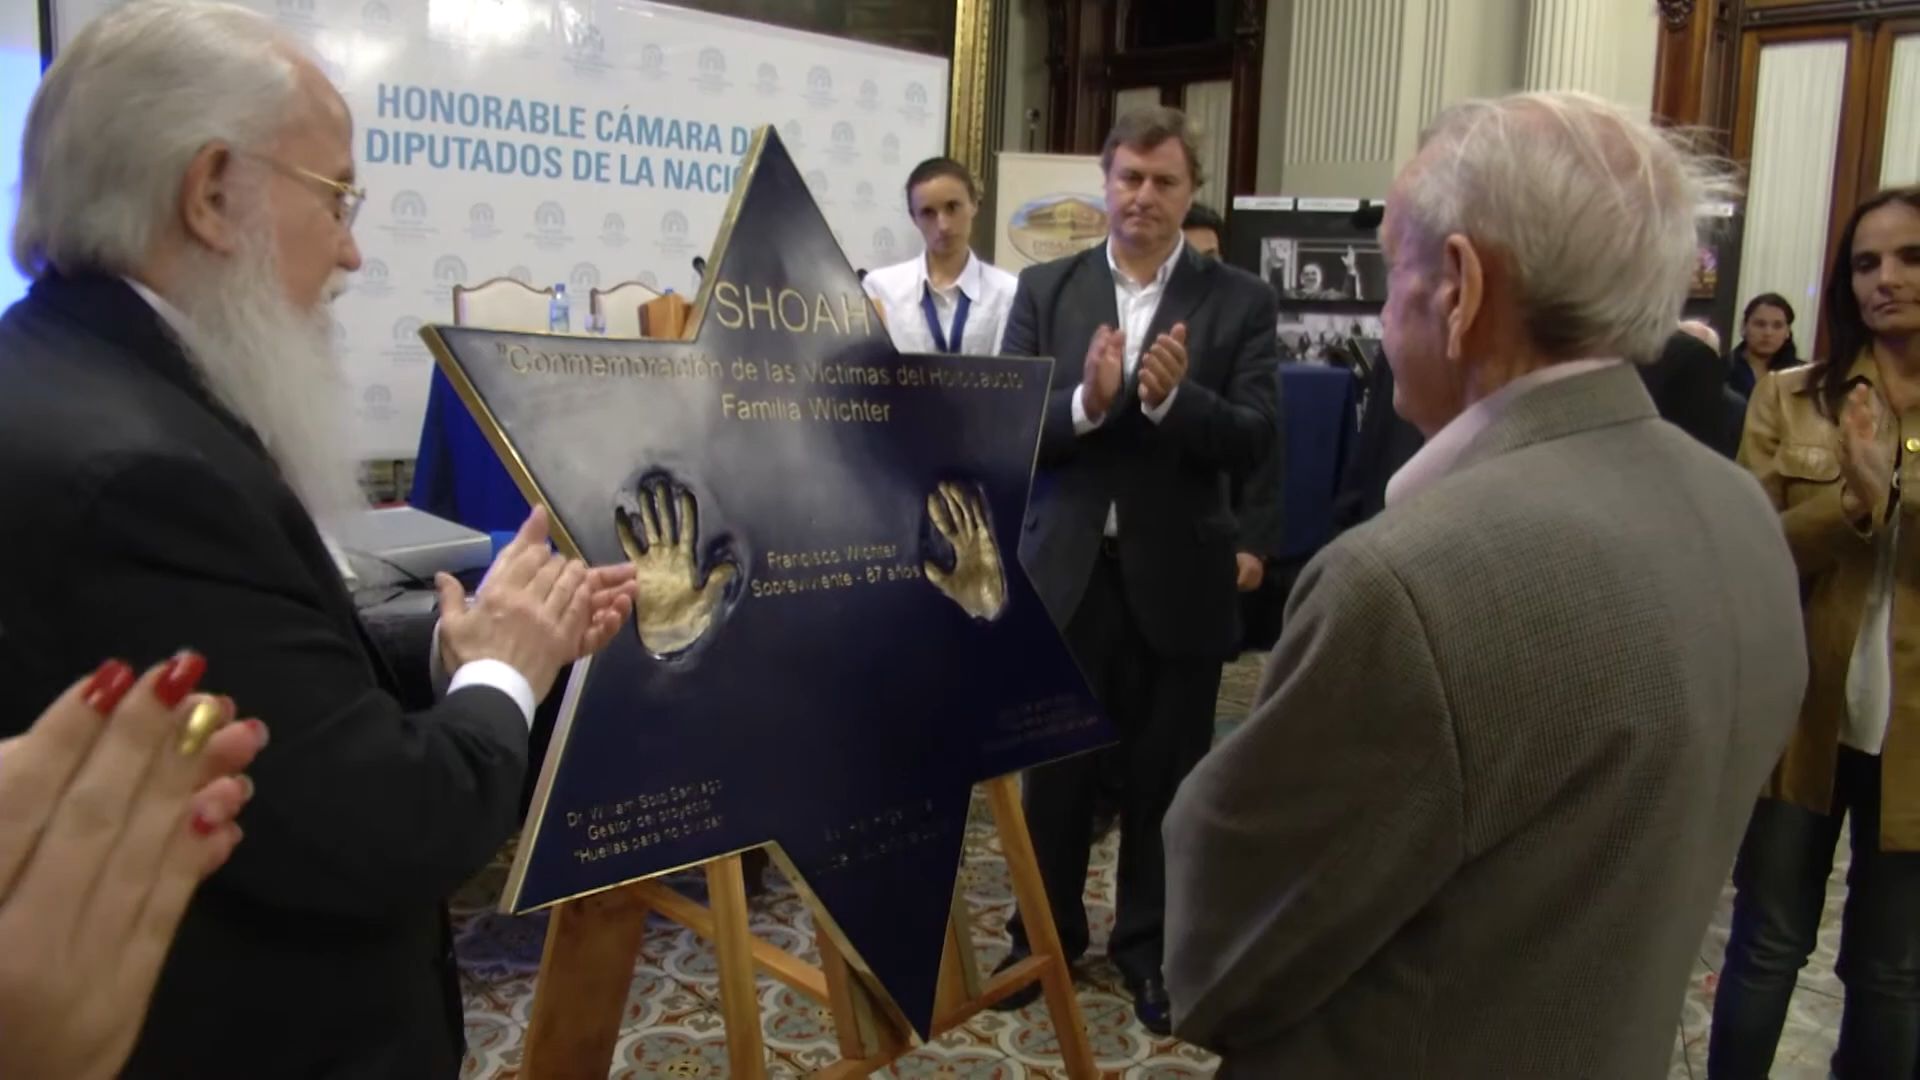 HONORABLE CÁMARA DE
DIPUTADOS DE LA NACIÓ
SHOAH
"Conmemoración de las Víctimas del Holocausto
Familia Wichter
Francisco Wichter
Sobreviviente - 87 años
Dr. William Soto Santiago
Gestor del proyecto
"Huellas para no olvidar"